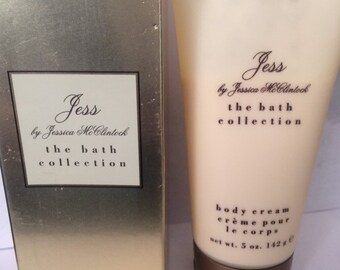 Jess
by Jessica McClintock
the bath
collection
Jess
by Jessica McClintock
the bath
collection
body cream
crème pour
le corps
net wt. 5 oz. 142 g e